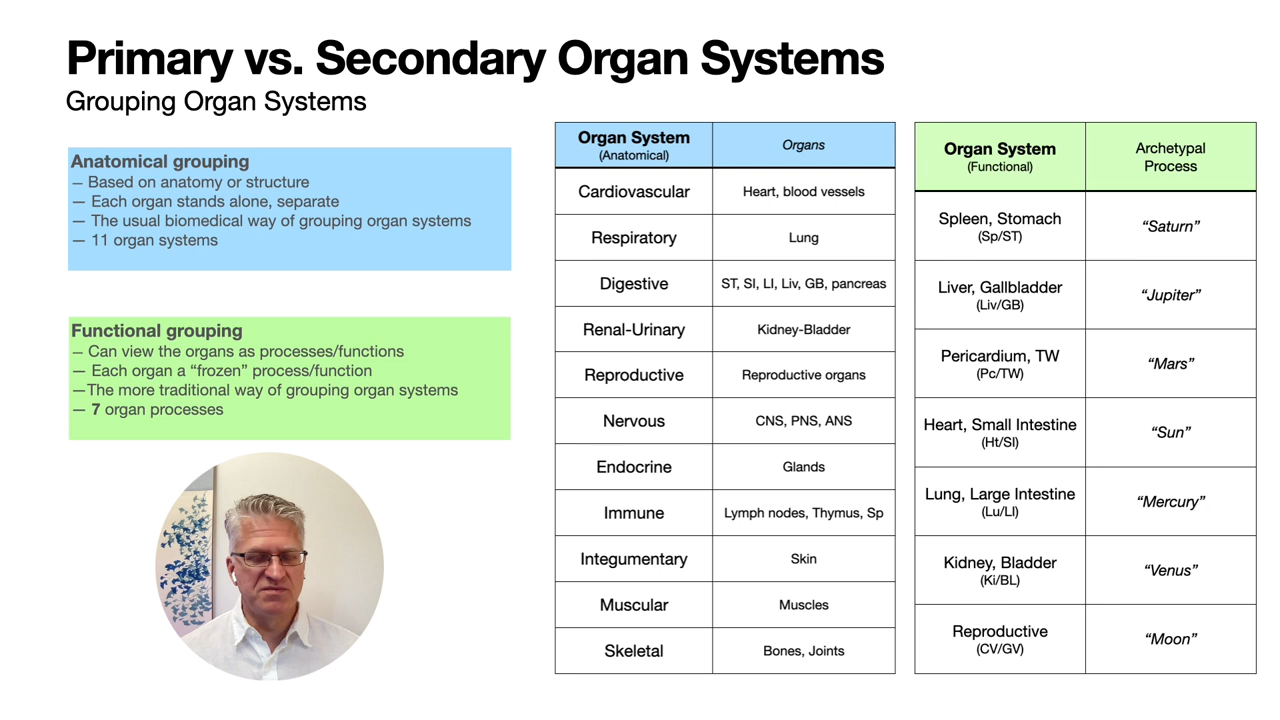 Primary vs. Secondary Organ Systems
Grouping Organ Systems
Anatomical grouping
— Based on anatomy or structure
— Each organ stands alone, separate
— The usual biomedical way of grouping organ systems
— 11 organ systems
Functional grouping
— Can view the organs as processes/functions
— Each organ a “frozen” process/function
—The more traditional way of grouping organ systems
— 7 organ processes
Organ System
(Anatomical)
Organs
Cardiovascular
Heart, blood vessels
Respiratory
Lung
Digestive
ST, SI, LI, Liv, GB, pancreas
Renal-Urinary
Kidney-Bladder
Reproductive
Reproductive organs
Nervous
CNS, PNS, ANS
Endocrine
Glands
Immune
Lymph nodes, Thymus, Sp
Integumentary
Skin
Muscular
Muscles
Skeletal
Bones, Joints
Organ System
(Functional)
Archetypal
Process
Spleen, Stomach
(Sp/ST)
“Saturn”
Liver, Gallbladder
(Liv/GB)
“Jupiter”
Pericardium, TW
(Pc/TW)
“Mars”
Heart, Small Intestine
(Ht/SI)
“Sun”
Lung, Large Intestine
(Lu/LI)
“Mercury”
Kidney, Bladder
(Ki/BL)
“Venus”
Reproductive
(CV/GV)
“Moon”